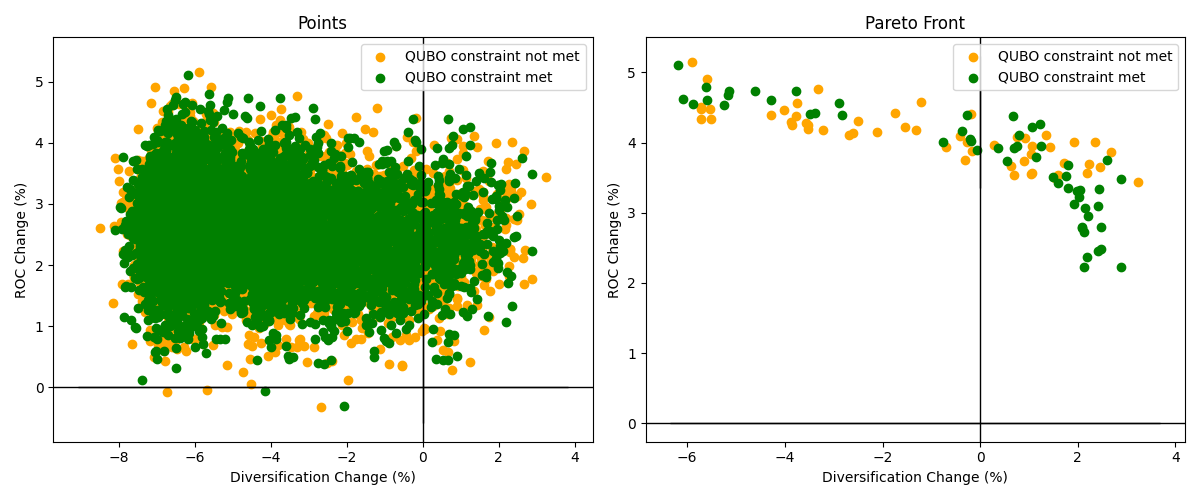 Points
QUBO constraint not met
QUBO constraint met
ROC Change (%)
5
4
3
2
1
0
−8
−6
−4
−2
0
2
4
Diversification Change (%)
Pareto Front
QUBO constraint not met
QUBO constraint met
ROC Change (%)
5
4
3
2
1
0
−6
−4
−2
0
2
4
Diversification Change (%)